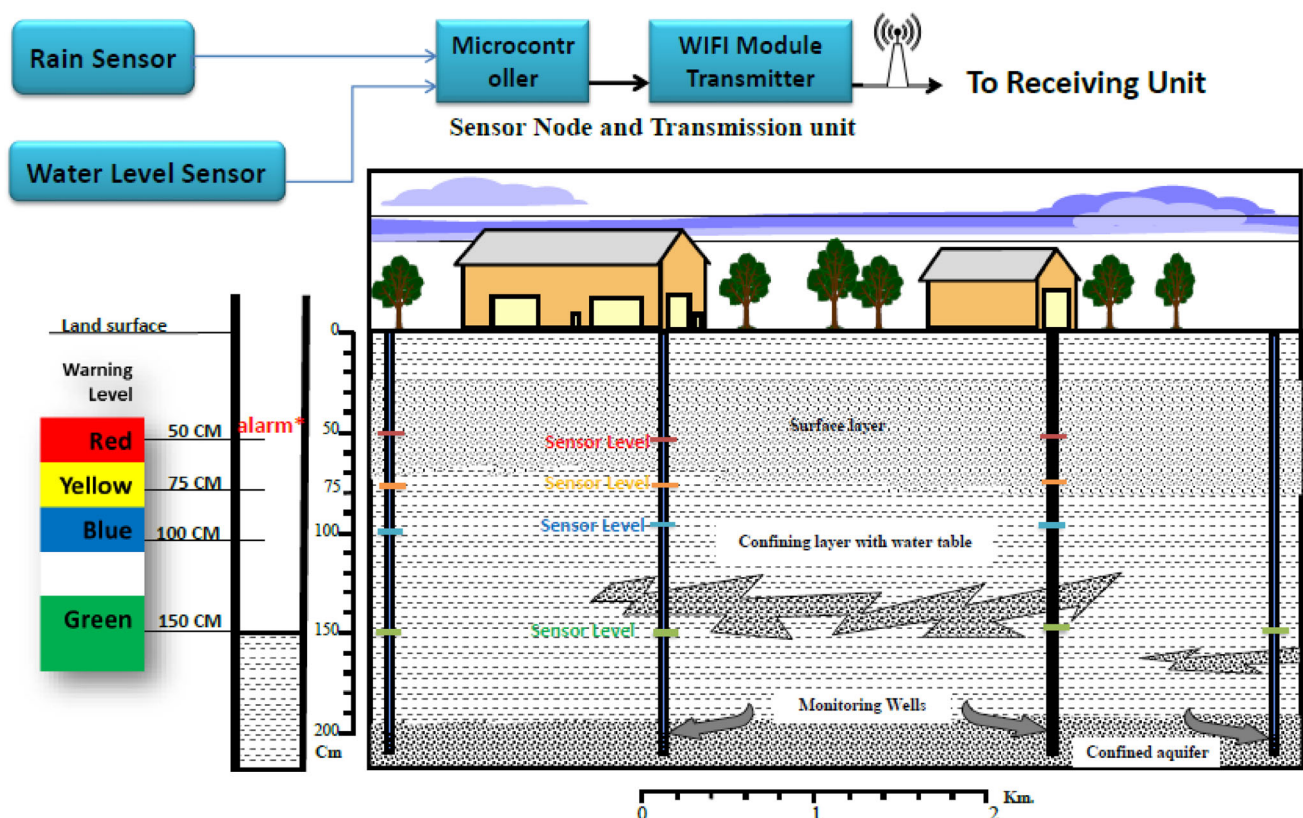 Rain Sensor
Microcontr
oller
WIFI Module
Transmitter
To Receiving Unit
Sensor Node and Transmission unit
Water Level Sensor
Land surface
Warning
Level
Red
50 CM
alarm*
Yellow
75 CM
Blue
100 CM
Green
150 CM
0
50
75
100
150
200
Cm
Surface layer
Sensor Level
Sensor Level
Sensor Level
Confining layer with water table
Sensor Level
Monitoring Wells
Confined aquifer
0
1
2
Km.